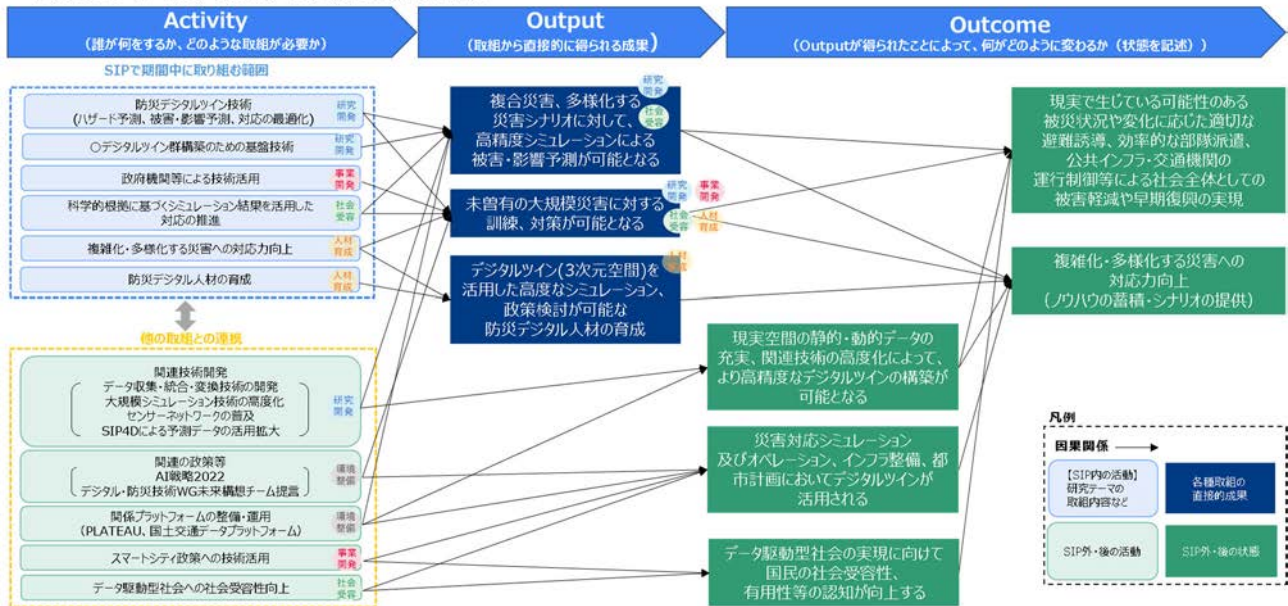 Activity
(誰が何をするか、どのような取組が必要か)
Output
(取組から直接的に得られる成果)
Outcome
(Outputが得られたことによって、何がどのように変わるか（状態を記述）)
SIPで期間中に取り組む範囲
防災デジタルツイン技術
(ハザード予測、被害・影響予測、対応の最適化)
研究
開発
○デジタルツイン群構築のための基盤技術
研究
開発
政府機関等による技術活用
事業
開発
科学的根拠に基づくシミュレーション結果を活用した
対応の推進
社会
受容
複雑化・多様化する災害への対応力向上
人材
育成
防災デジタル人材の育成
人材
育成
他の取組との連携
関連技術開発
データ収集・統合・変換技術の開発
大規模シミュレーション技術の高度化
センサーネットワークの普及
SIP4Dによる予測データの活用拡大
研究
開発
関連の政策等
AI戦略2022
デジタル・防災技術WG未来構想チーム提言
環境
整備
関係プラットフォームの整備・運用
(PLATEAU、国土交通データプラットフォーム)
環境
整備
スマートシティ政策への技術活用
事業
開発
データ駆動型社会への社会受容性向上
社会
受容
複合災害、多様化する
災害シナリオに対して、
高精度シミュレーションによる
被害・影響予測が可能となる
研究
開発
社会
受容
未曽有の大規模災害に対する
訓練、対策が可能となる
研究
開発
事業
開発
社会
受容
人材
育成
デジタルツイン(3次元空間)を
活用した高度なシミュレーション、
政策検討が可能な
防災デジタル人材の育成
人材
育成
現実空間の静的・動的データの
充実、関連技術の高度化によって、
より高精度なデジタルツインの構築が
可能となる
災害対応シミュレーション
及びオペレーション、インフラ整備、都
市計画においてデジタルツインが
活用される
データ駆動型社会の実現に向けて
国民の社会受容性、
有用性等の認知が向上する
現実で生じている可能性のある
被災状況や変化に応じた適切な
避難誘導、効率的な部隊派遣、
公共インフラ・交通機関の
運行制御等による社会全体としての
被害軽減や早期復興の実現
複雑化・多様化する災害への
対応力向上
(ノウハウの蓄積・シナリオの提供)
凡例
因果関係
【SIP内の活動】
研究テーマの
取組内容など
各種取組の
直接的成果
SIP外・後の活動
SIP外・後の状態